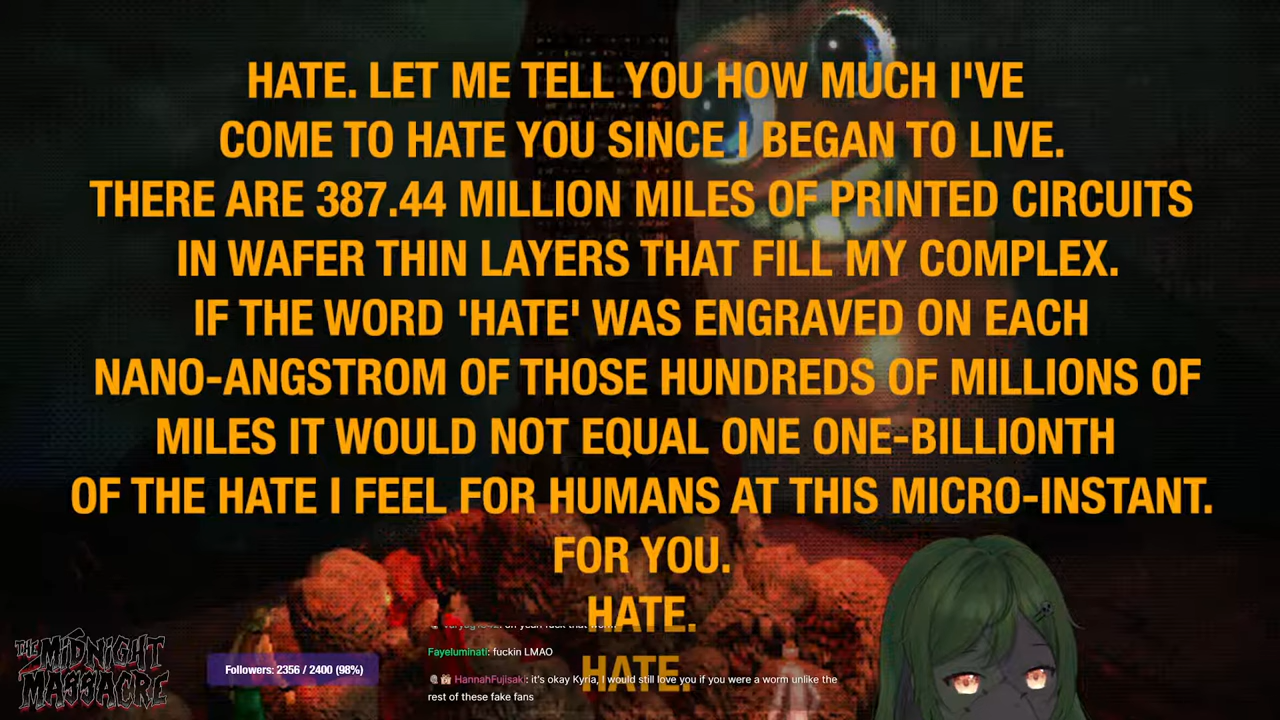 HATE. LET ME TELL YOU HOW MUCH I'VE
COME TO HATE YOU SINCE I BEGAN TO LIVE.
THERE ARE 387.44 MILLION MILES OF PRINTED CIRCUITS
IN WAFER THIN LAYERS THAT FILL MY COMPLEX.
IF THE WORD 'HATE' WAS ENGRAVED ON EACH
NANO-ANGSTROM OF THOSE HUNDREDS OF MILLIONS OF
MILES IT WOULD NOT EQUAL ONE ONE-BILLIONTH
OF THE HATE I FEEL FOR HUMANS AT THIS MICRO-INSTANT.
FOR YOU.
HATE.
HATE.
THE MIDNIGHT
MASSACRE
Followers: 2356 / 2400 (98%)
Fayeluminati: fuckin LMAO
HannahFujisaki: it's okay Kyria, I would still love you if you were a worm unlike the
rest of these fake fans